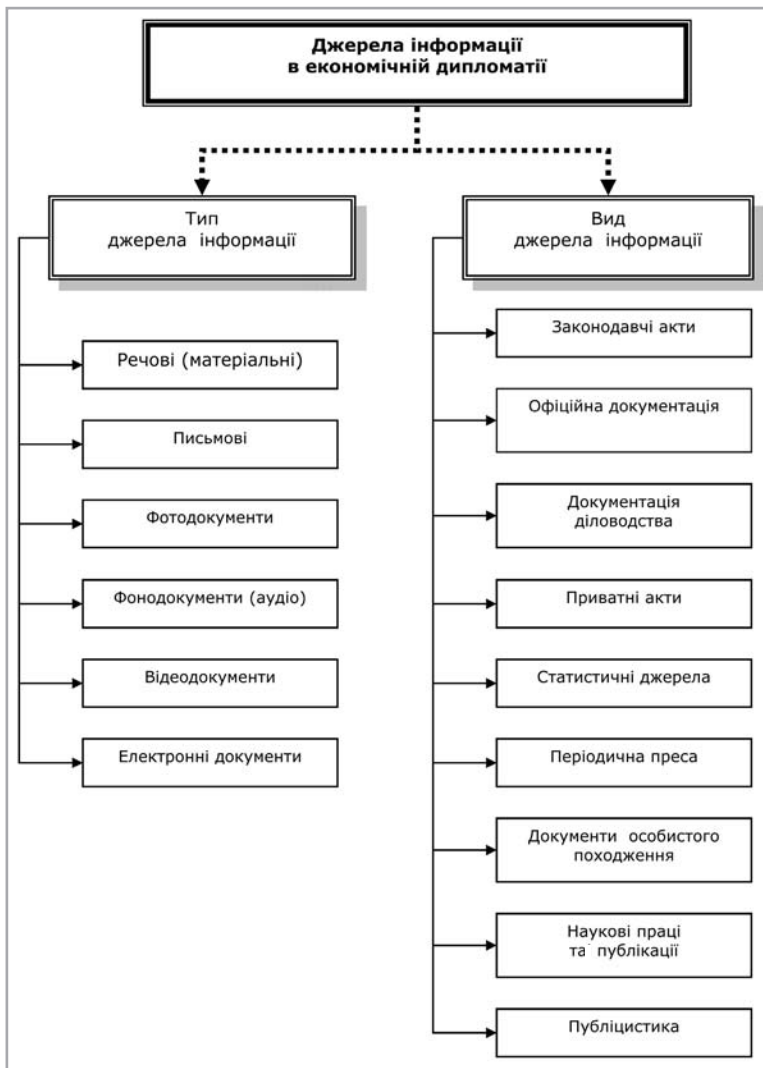 Джерела інформації
в економічній дипломатії
Тип
джерела інформації
Речові (матеріальні)
Письмові
Фотодокументи
Фонодокументи (аудіо)
Відеодокументи
Електронні документи
Вид
джерела інформації
Законодавчі акти
Офіційна документація
Документація
діловодства
Приватні акти
Статистичні джерела
Періодична преса
Документи особистого
походження
Наукові праці
та публікації
Публіцистика